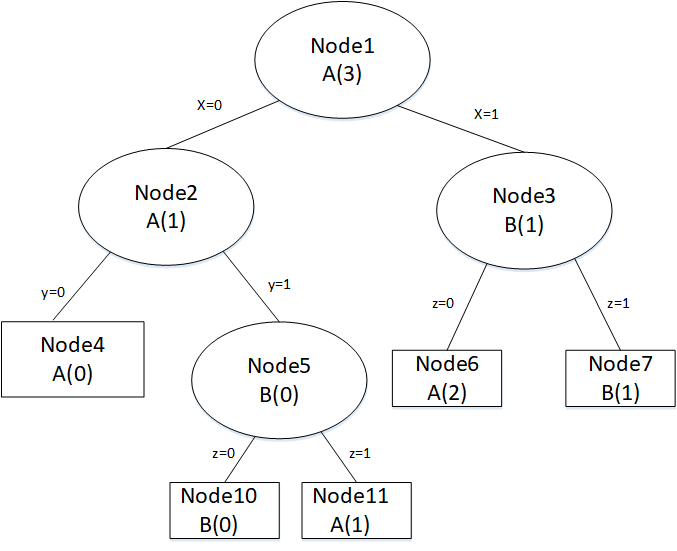 Node1
A(3)
X=0
X=1
Node2
A(1)
Node3
B(1)
y=0
y=1
z=0
z=1
Node4
A(0)
Node5
B(0)
Node6
A(2)
Node7
B(1)
z=0
z=1
Node10
B(0)
Node11
A(1)